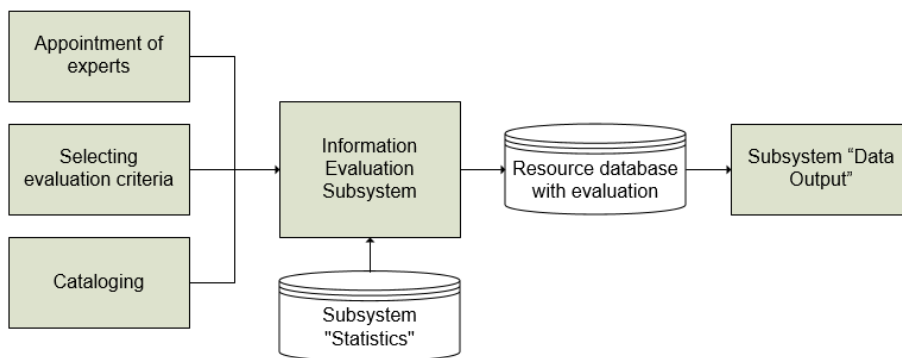 Appointment of
experts
Selecting
evaluation criteria
Cataloging
Information
Evaluation
Subsystem
Subsystem
"Statistics"
Resource database
with evaluation
Subsystem “Data
Output”